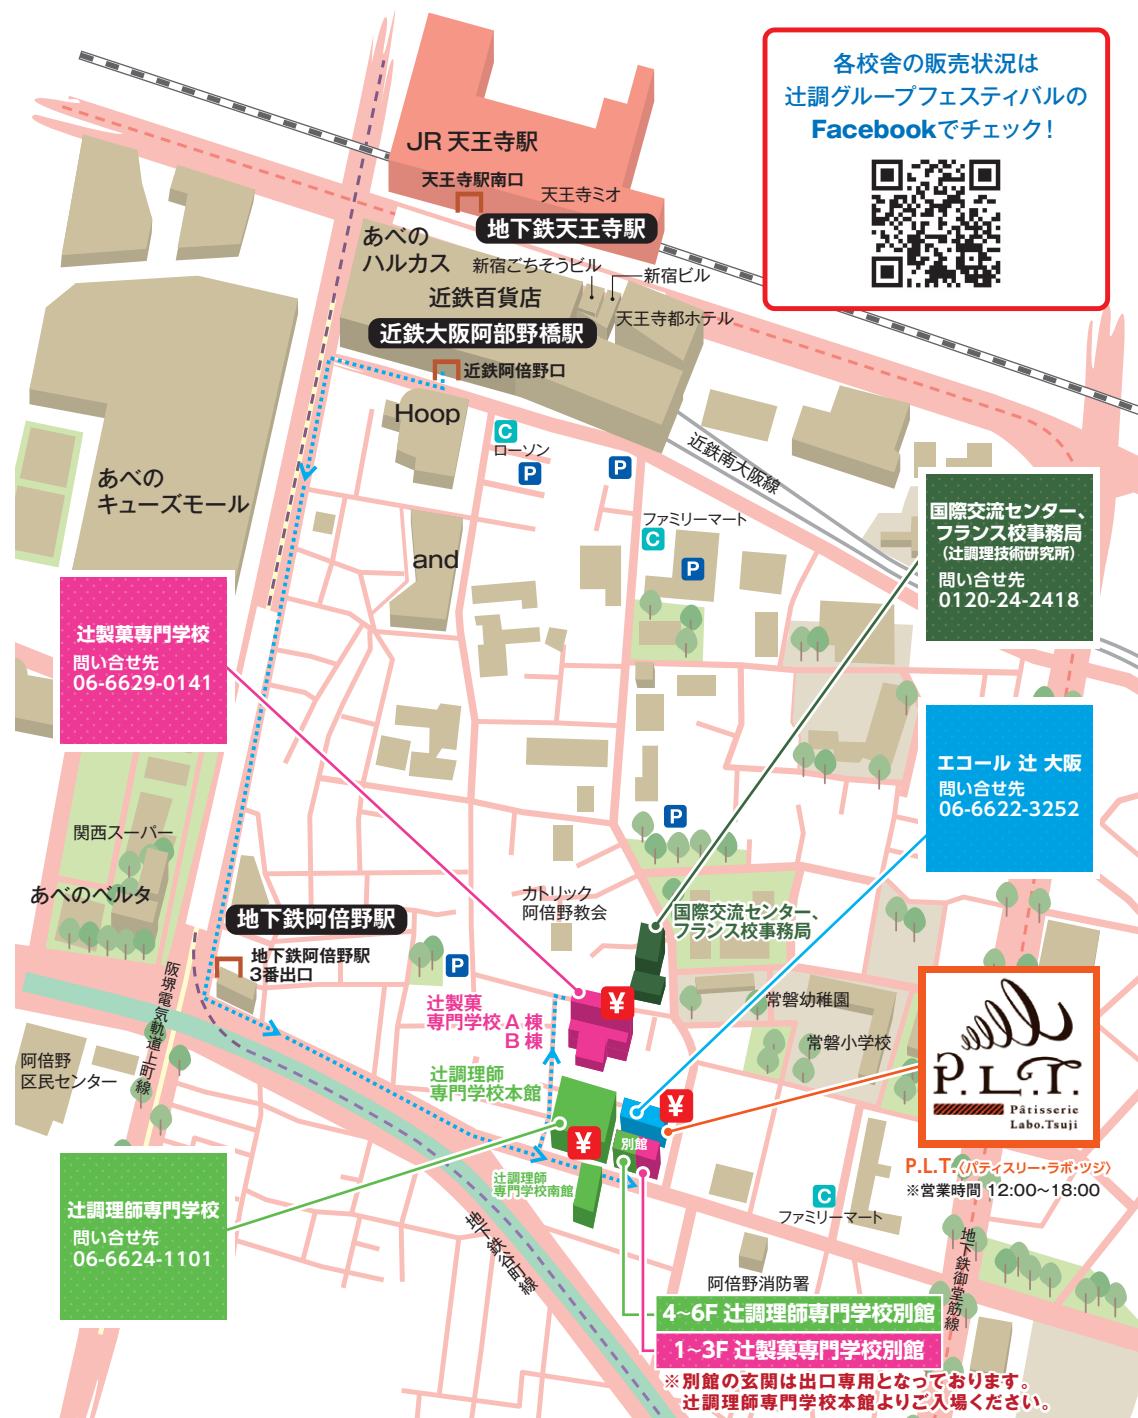 各校舎の販売状況は
辻調グループフェスティバルの
Facebookでチェック!
JR 天王寺駅
天王寺駅南口
天王寺ミオ
地下鉄天王寺駅
あべの
ハルカス
新宿ごちそうビル
新宿ビル
近鉄百貨店
天王寺都ホテル
近鉄大阪阿部野橋駅
近鉄阿倍野口
Hoop
C
ローソン
P
P
近鉄南大阪線
あべの
キューズモール
and
ファミリーマート
C
P
国際交流センター、
フランス校事務局
(辻調理技術研究所)
問い合せ先
0120-24-2418
辻製菓専門学校
問い合せ先
06-6629-0141
エコール 辻 大阪
問い合せ先
06-6622-3252
P
関西スーパー
あべのベルタ
カトリック
阿倍野教会
地下鉄阿倍野駅
国際交流センター、
フランス校事務局
地下鉄阿倍野駅
3番出口
P
阪堺電気軌道上町線
辻製菓
専門学校A棟
B棟
¥
常磐幼稚園
常磐小学校
阿倍野
区民センター
辻調理師
専門学校本館
¥
¥
別館
P.L.T.
Pâtisserie
Labo.Tsuji
P.L.T.〈パティスリー・ラボ・ツジ〉
※営業時間 12:00~18:00
辻調理師
専門学校南館
C
ファミリーマート
辻調理師専門学校
問い合せ先
06-6624-1101
地下鉄谷町線
地下鉄御堂筋線
阿倍野消防署
4~6F 辻調理師専門学校別館
1~3F 辻製菓専門学校別館
※別館の玄関は出口専用となっております。
辻調理師専門学校本館よりご入場ください。